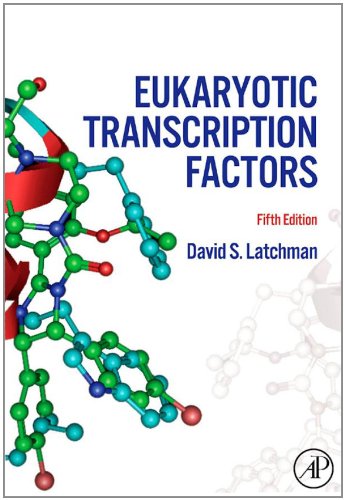 EUKARYOTIC
TRANSCRIPTION
FACTORS
Fifth Edition
David S. Latchman
AP